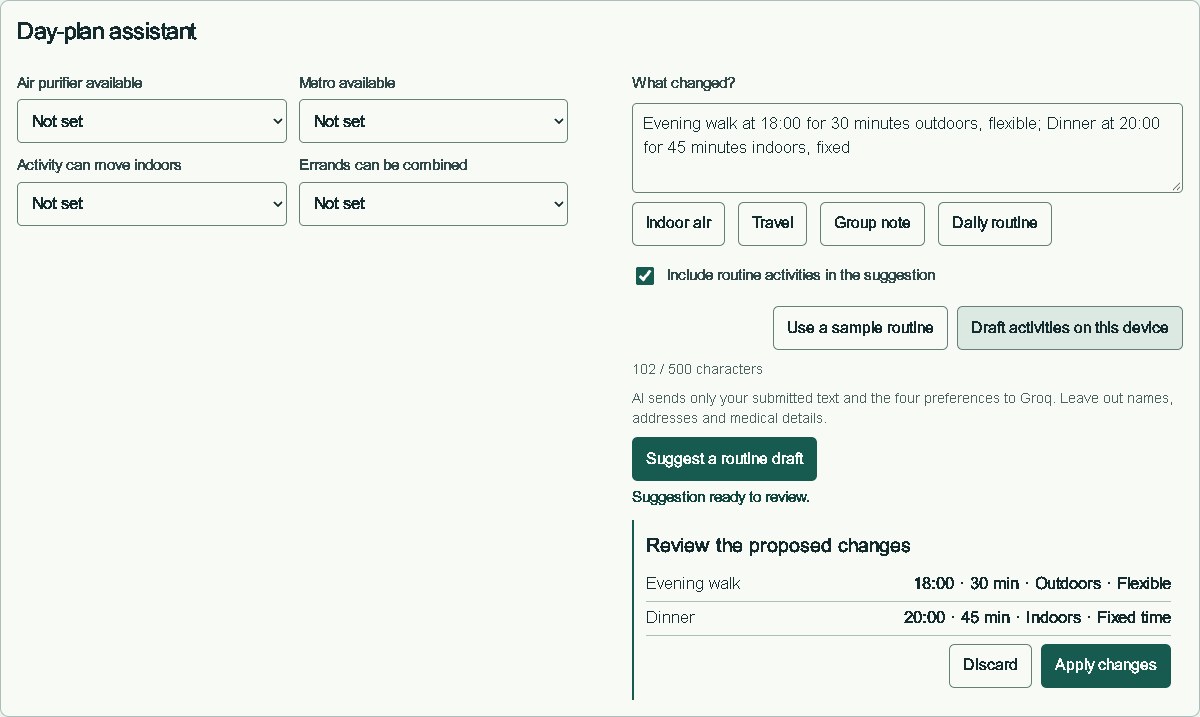 Day-plan assistant
Air purifier available
Metro available
Not set
Not set
Activity can move indoors
Errands can be combined
Not set
Not set
What changed?
Evening walk at 18:00 for 30 minutes outdoors, flexible; Dinner at 20:00
for 45 minutes indoors, fixed
Indoor air
Travel
Group note
Daily routine
Include routine activities in the suggestion
Use a sample routine
Draft activities on this device
102 / 500 characters
AI sends only your submitted text and the four preferences to Groq. Leave out names,
addresses and medical details.
Suggest a routine draft
Suggestion ready to review.
Review the proposed changes
Evening walk
18:00 · 30 min · Outdoors · Flexible
Dinner
20:00 · 45 min · Indoors · Fixed time
Discard
Apply changes